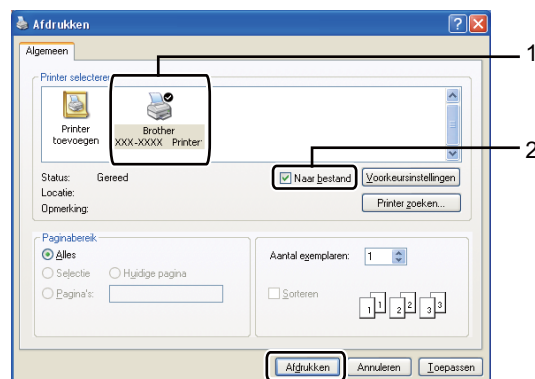 Afdrukken
Algemeen
1
Printer selecteren
Printer toevoegen
Brother
XXX-XXXX Printer
2
Status: Gereed
Naar bestand
Voorkeursinstellingen
Locatie:
Opmerking:
Printer zoeken...
Paginabereik
Alles
Selectie
Huidige pagina
Pagina's:
Aantal exemplaren: 1
Sorteren
1 1 2 2 3 3
Afdrukken
Annuleren
Toepassen